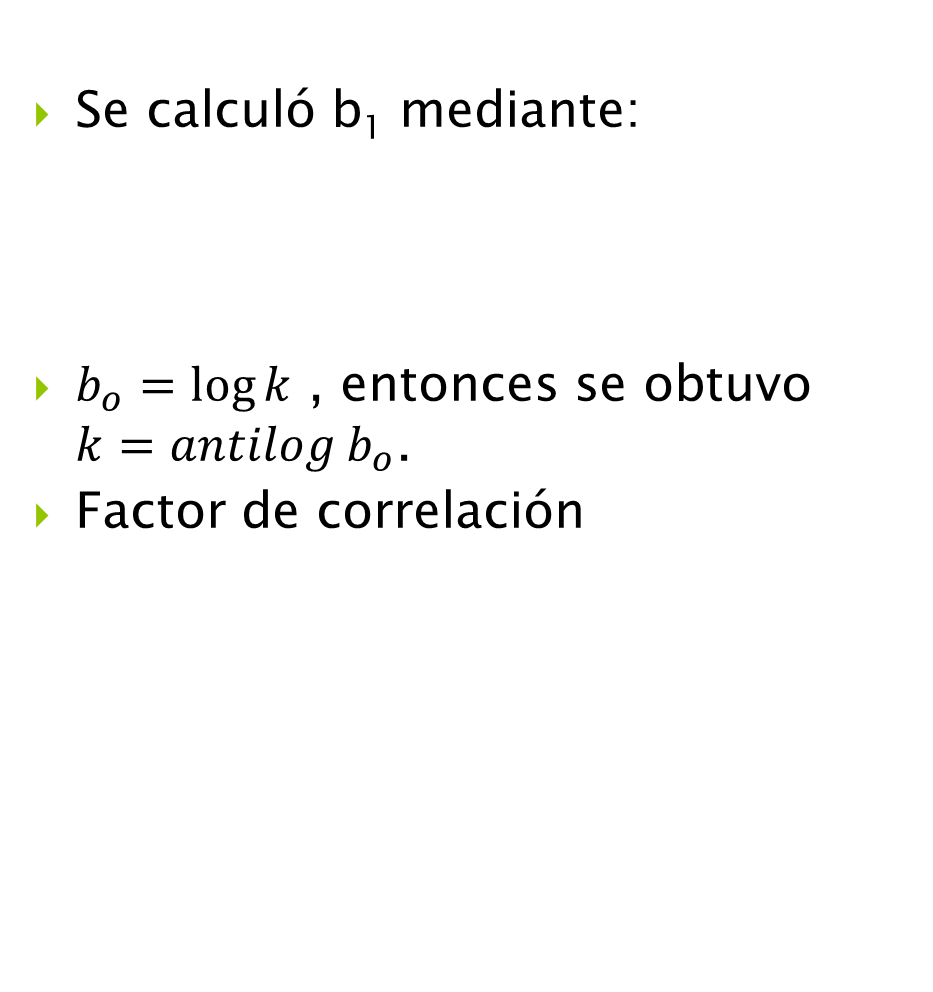 Se calculó b₁ mediante:
bₒ = log k , entonces se obtuvo
k = antilog bₒ.
Factor de correlación